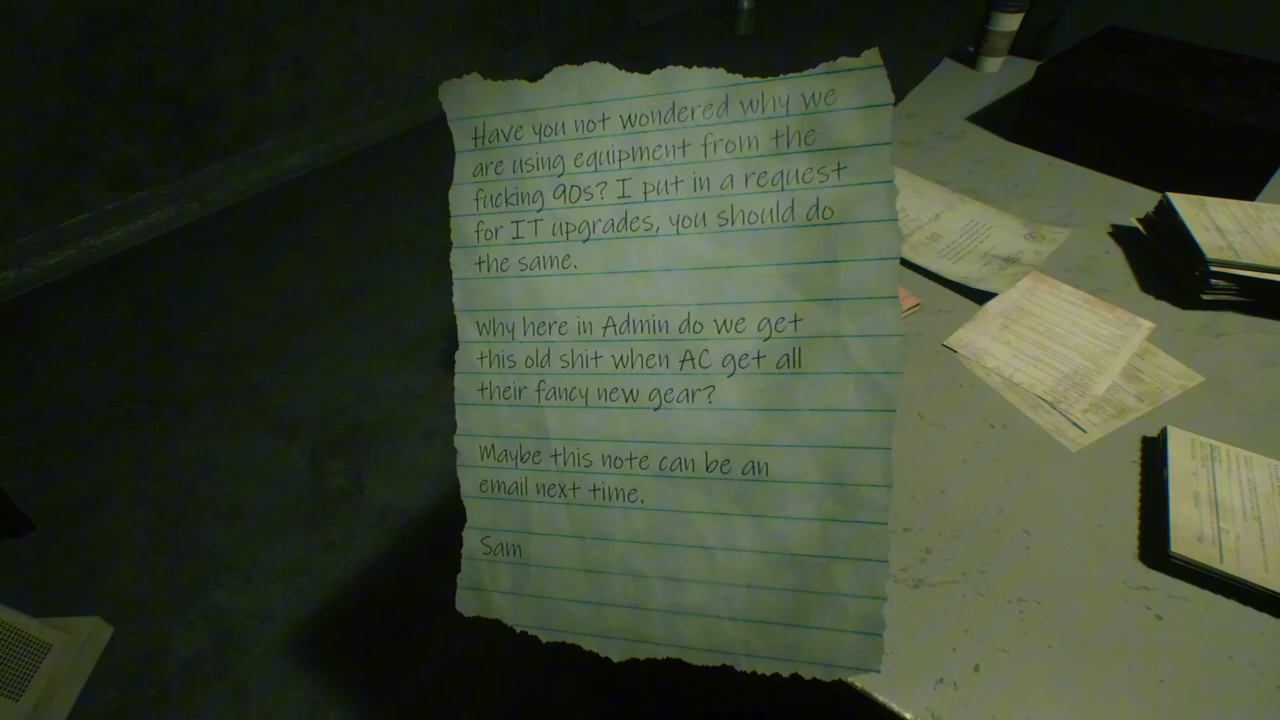 Have you not wondered why we
are using equipment from the
fucking 90s? I put in a request
for IT upgrades, you should do
the same.
Why here in Admin do we get
this old shit when AC get all
their fancy new gear?
Maybe this note can be an
email next time.
Sam